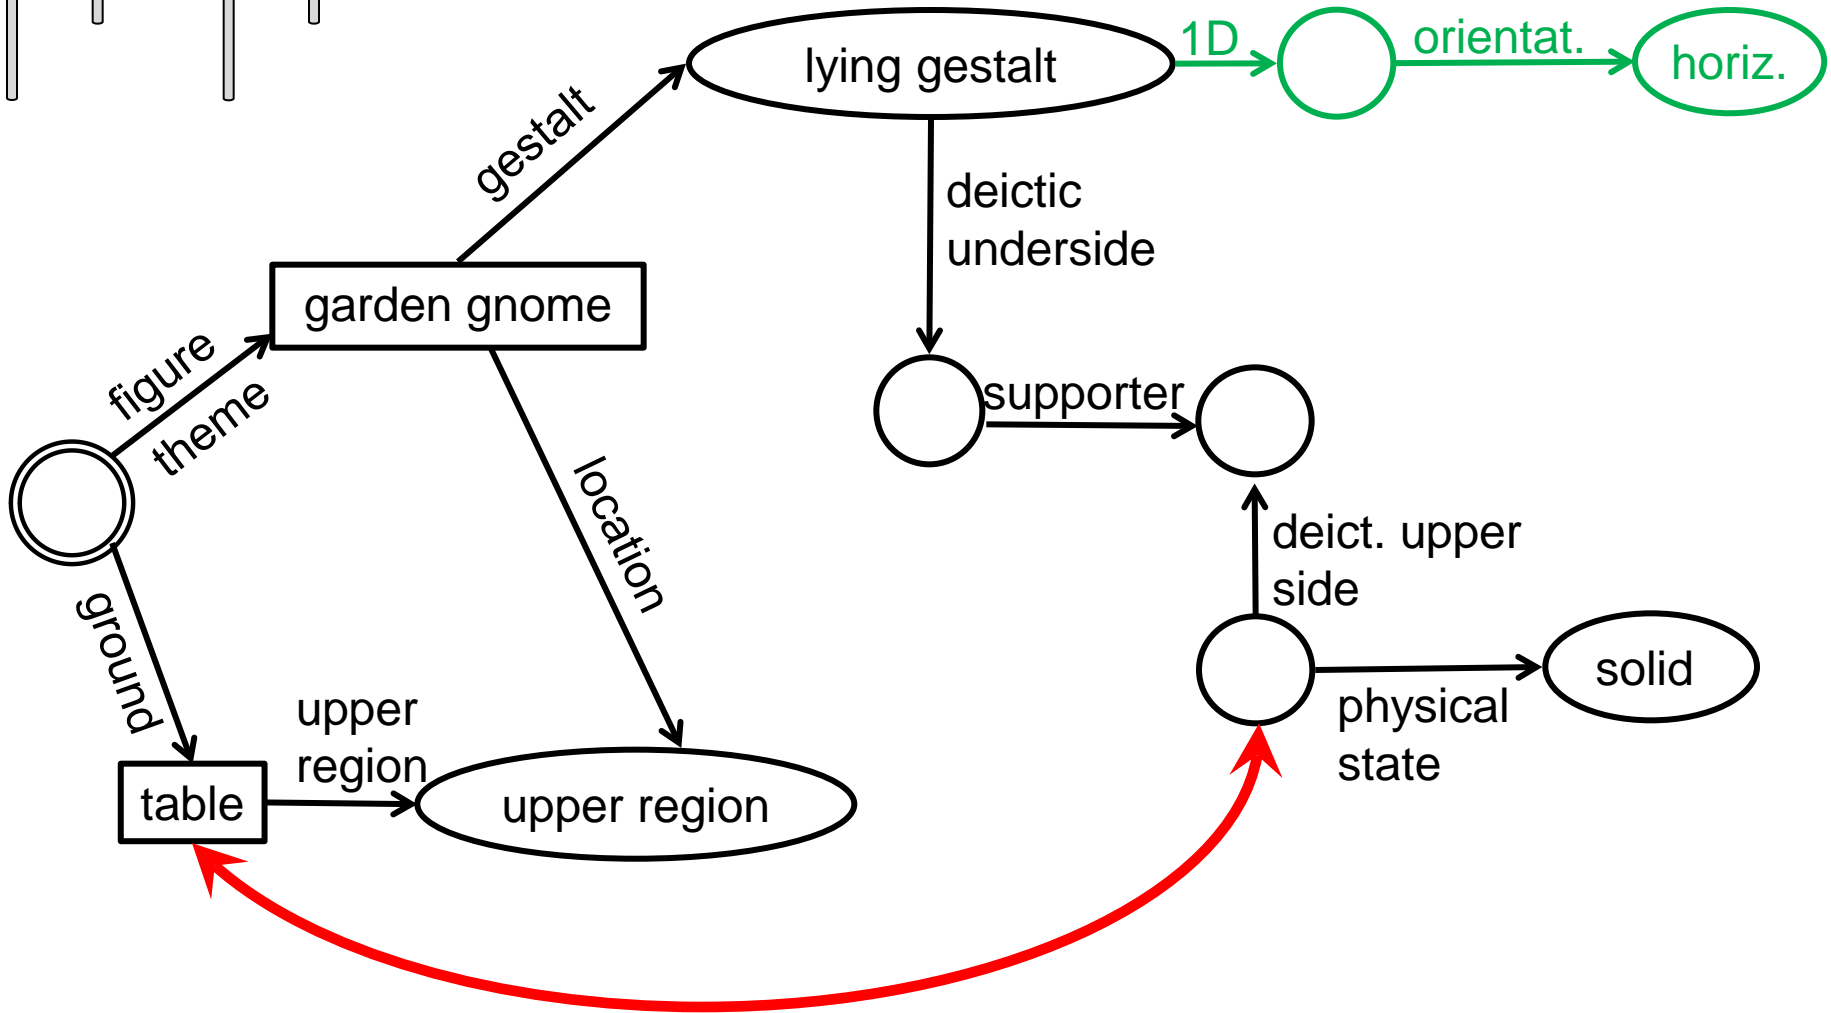 lying gestalt
1D
orientat.
horiz.
gestalt
deictic
underside
garden gnome
figure
theme
supporter
location
deict. upper
side
ground
solid
upper
region
physical
state
table
upper region